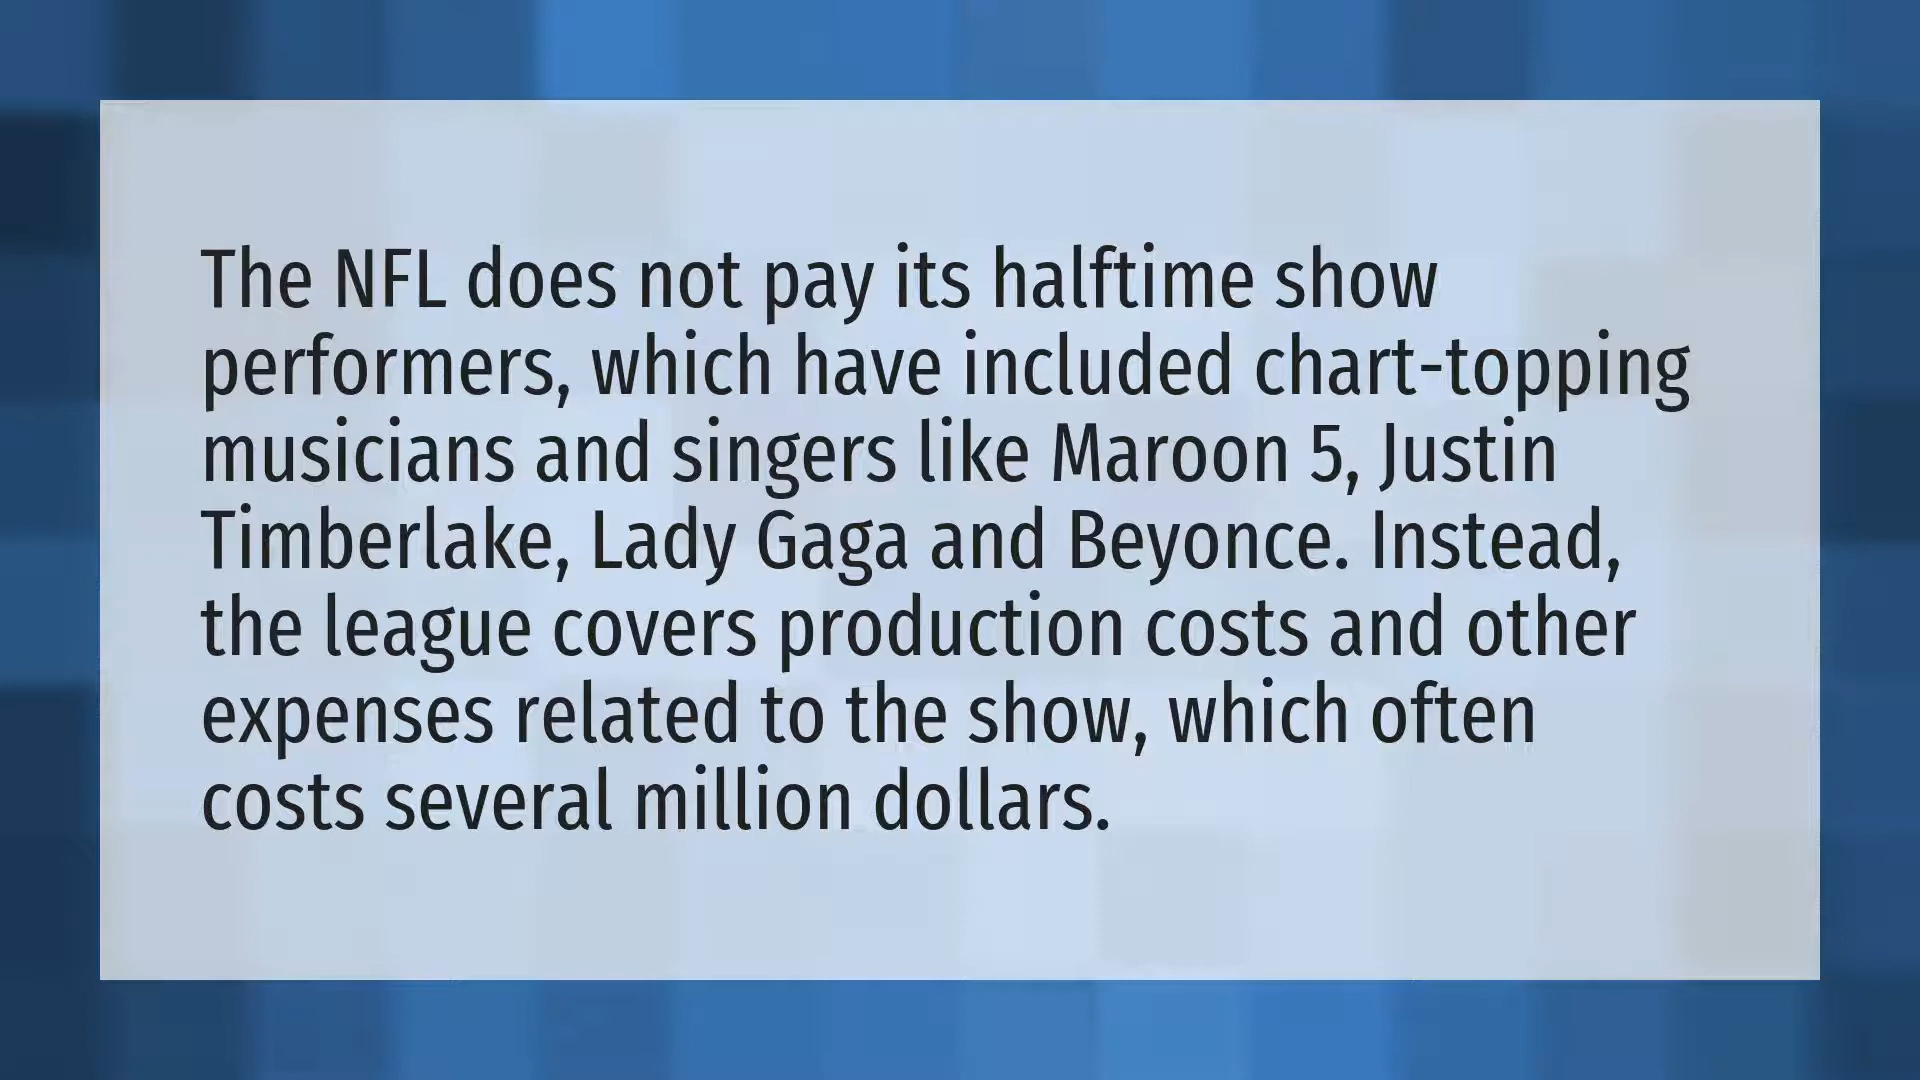 The NFL does not pay its halftime show
performers, which have included chart-topping
musicians and singers like Maroon 5, Justin
Timberlake, Lady Gaga and Beyonce. Instead,
the league covers production costs and other
expenses related to the show, which often
costs several million dollars.